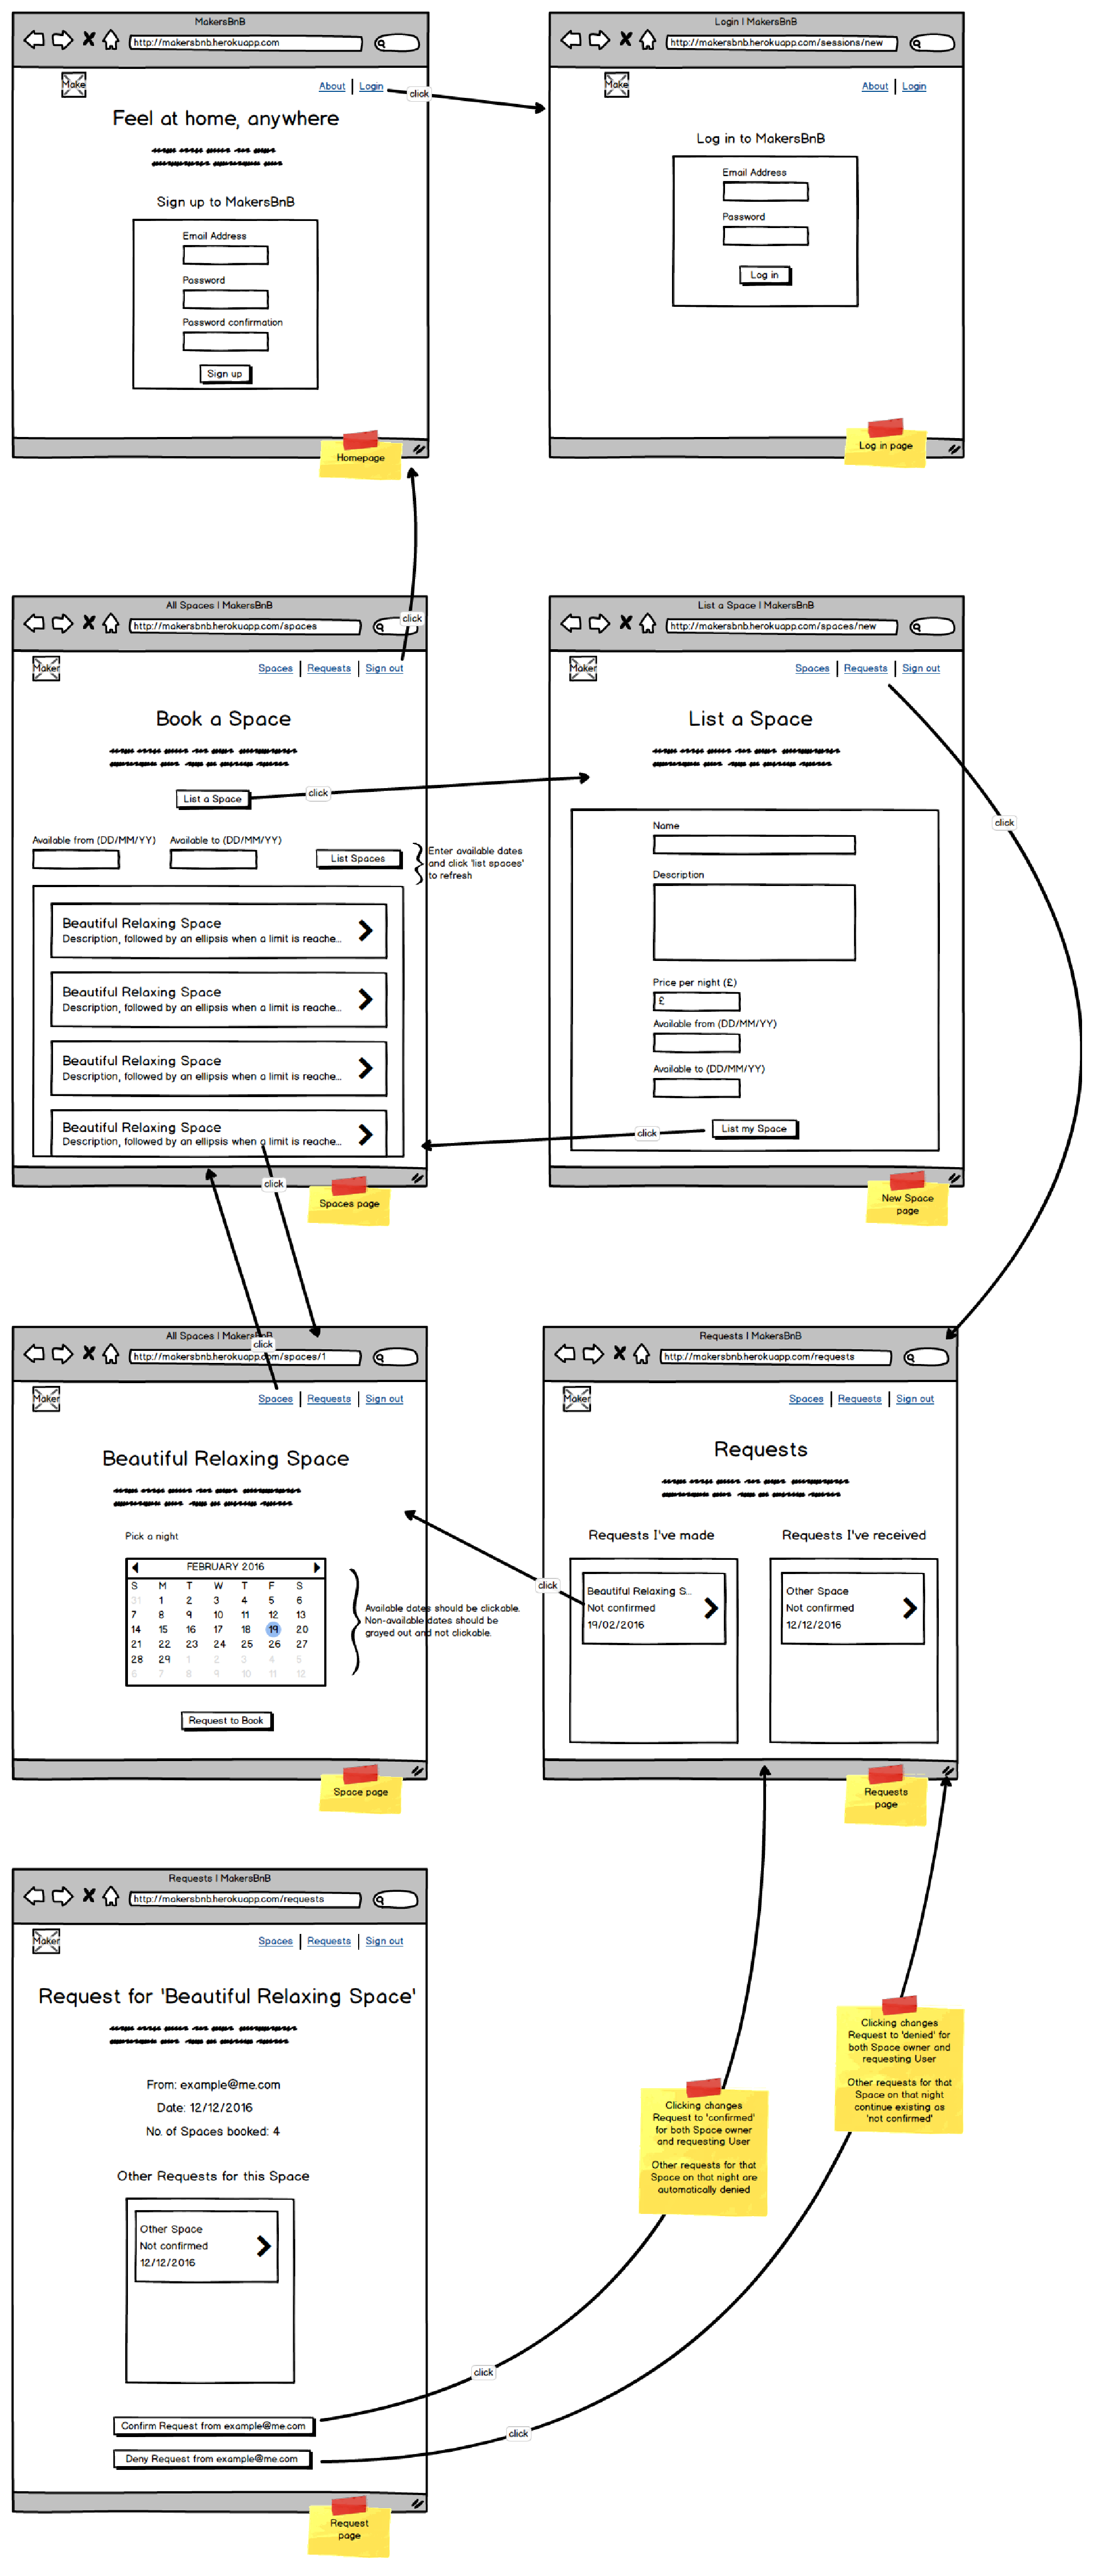 MakersBnB
http://makersbnb.herokuapp.com
Make
About | Login
click
Feel at home, anywhere
Sign up to MakersBnB
Email Address
Password
Password confirmation
Sign up
Homepage
Login | MakersBnB
http://makersbnb.herokuapp.com/sessions/new
Make
About | Login
Log in to MakersBnB
Email Address
Password
Log in
Log in page
All Spaces | MakersBnB
http://makersbnb.herokuapp.com/spaces
click
Maker
Spaces | Requests | Sign out
Book a Space
List a Space
click
Available from (DD/MM/YY) Available to (DD/MM/YY)
List Spaces
Enter available dates
and click 'list spaces'
to refresh
Beautiful Relaxing Space
Description, followed by an ellipsis when a limit is reache...
Beautiful Relaxing Space
Description, followed by an ellipsis when a limit is reache...
Beautiful Relaxing Space
Description, followed by an ellipsis when a limit is reache...
Beautiful Relaxing Space
Description, followed by an ellipsis when a limit is reache...
click
Spaces page
List a Space | MakersBnB
http://makersbnb.herokuapp.com/spaces/new
Maker
Spaces | Requests | Sign out
List a Space
click
Name
Description
Price per night (£)
£
Available from (DD/MM/YY)
Available to (DD/MM/YY)
List my Space
click
New Space
page
All Spaces | MakersBnB
click
http://makersbnb.herokuapp.com/spaces/1
Maker
Spaces | Requests | Sign out
Beautiful Relaxing Space
Pick a night
FEBRUARY 2016
S M T W T F S
31 1 2 3 4 5 6
7 8 9 10 11 12 13
14 15 16 17 18 19 20
21 22 23 24 25 26 27
28 29 1 2 3 4 5
6 7 8 9 10 11 12
Available dates should be clickable.
Non-available dates should be
grayed out and not clickable.
Request to Book
Space page
Requests | MakersBnB
http://makersbnb.herokuapp.com/requests
Maker
Spaces | Requests | Sign out
Requests
Requests I've made
click
Beautiful Relaxing S...
Not confirmed
19/02/2016
Requests I've received
Other Space
Not confirmed
12/12/2016
Requests
page
Requests | MakersBnB
http://makersbnb.herokuapp.com/requests
Maker
Spaces | Requests | Sign out
Request for 'Beautiful Relaxing Space'
From: example@me.com
Date: 12/12/2016
No. of Spaces booked: 4
Other Requests for this Space
Other Space
Not confirmed
12/12/2016
Confirm Request from example@me.com
click
Deny Request from example@me.com
click
Request
page
Clicking changes
Request to 'confirmed'
for both Space owner
and requesting User
Other requests for that
Space on that night are
automatically denied
Clicking changes
Request to 'denied' for
both Space owner and
requesting User
Other requests for that
Space on that night
continue existing as
'not confirmed'